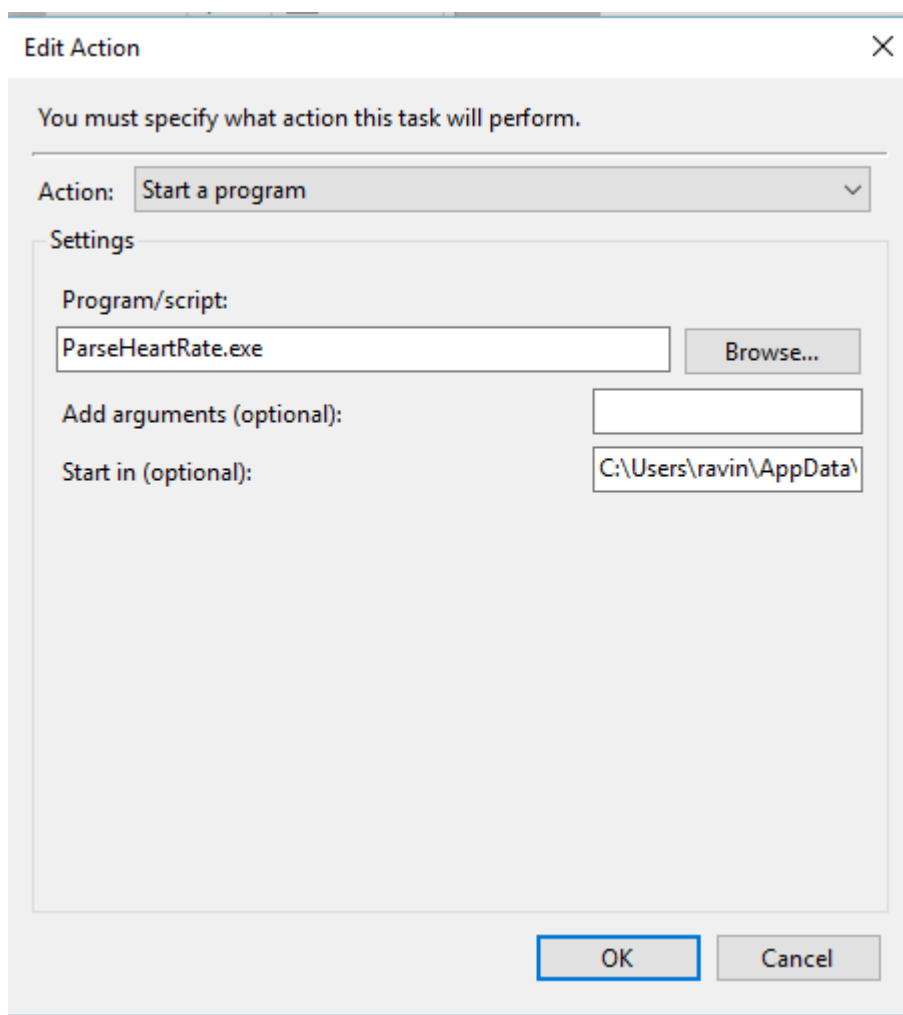 Edit Action
You must specify what action this task will perform.
Action: Start a program
Settings
Program/script:
ParseHeartRate.exe Browse...
Add arguments (optional):
Start in (optional): C:\Users\ravin\AppData\
OK Cancel